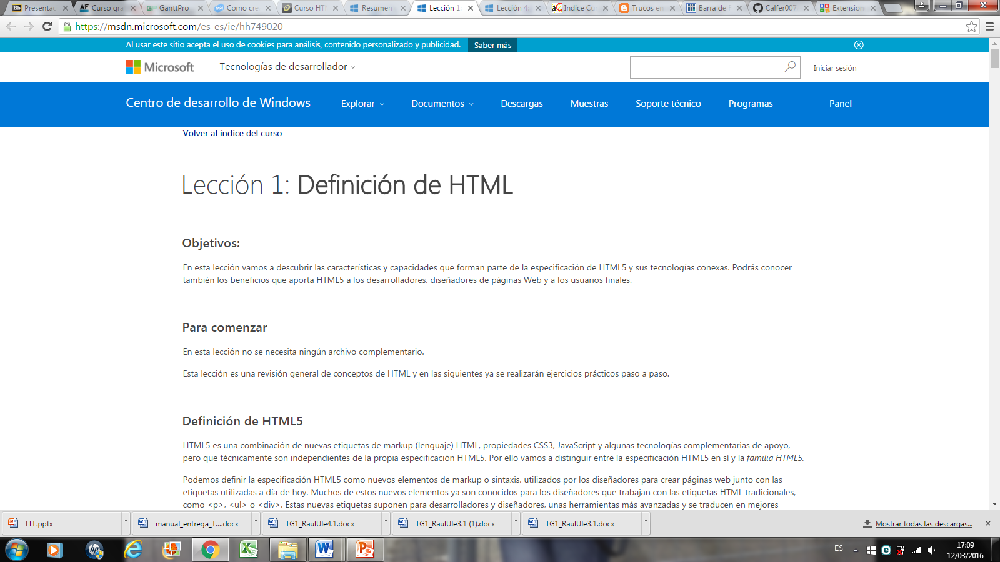 Presentac
Curso gra
GanttPro
Como cre
Curso HT
Resumen
Lección 1:
Lección 4
Indice Cu
Trucos en
Barra de
Calfer007
Extension
https://msdn.microsoft.com/es-es/ie/hh749020
Al usar este sitio acepta el uso de cookies para análisis, contenido personalizado y publicidad. Saber más
Microsoft Tecnologías de desarrollador Iniciar sesión
Centro de desarrollo de Windows Explorar Documentos Descargas Muestras Soporte técnico Programas Panel
Volver al índice del curso
Lección 1: Definición de HTML
Objetivos:
En esta lección vamos a descubrir las características y capacidades que forman parte de la especificación de HTML5 y sus tecnologías conexas. Podrás conocer
también los beneficios que aporta HTML5 a los desarrolladores, diseñadores de páginas Web y a los usuarios finales.
Para comenzar
En esta lección no se necesita ningún archivo complementario.
Esta lección es una revisión general de conceptos de HTML y en las siguientes ya se realizarán ejercicios prácticos paso a paso.
Definición de HTML5
HTML5 es una combinación de nuevas etiquetas de markup (lenguaje) HTML, propiedades CSS3, JavaScript y algunas tecnologías complementarias de apoyo,
pero que técnicamente son independientes de la propia especificación HTML5. Por ello vamos a distinguir entre la especificación HTML5 en sí y la familia HTML5.
Podemos definir la especificación HTML5 como nuevos elementos de markup o sintaxis, utilizados por los diseñadores para crear páginas web junto con las
etiquetas utilizadas a día de hoy. Muchos de estos nuevos elementos ya son conocidos para los diseñadores que trabajan con las etiquetas HTML tradicionales,
como <p>, <ul> o <div>. Estas nuevas etiquetas suponen para desarrolladores y diseñadores, unas herramientas más avanzadas y se traducen en mejores
LLL.pptx manual_entrega_T....docx TG1_RaulUle4.1.docx TG1_RaulUle3.1 (1).docx TG1_RaulUle3.1.docx Mostrar todas las descargas...
ES
17:09
12/03/2016